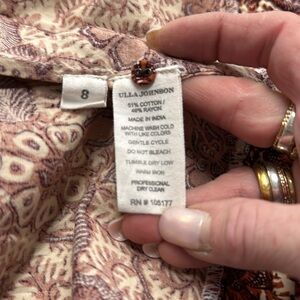 8
ULLA JOHNSON
51% COTTON /
49% RAYON
MADE IN INDIA
MACHINE WASH COLD
WITH LIKE COLORS
GENTLE CYCLE
DO NOT BLEACH
TUMBLE DRY LOW
WARM IRON
PROFESSIONAL
DRY CLEAN
RN # 105177